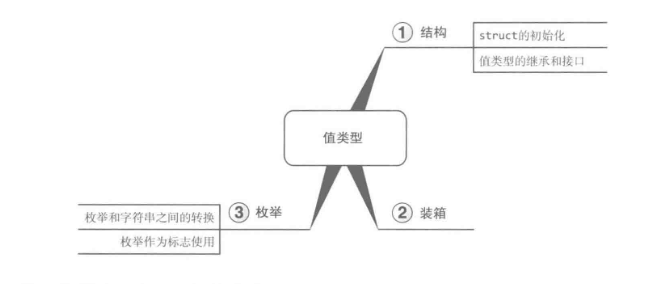 ① 结构
struct的初始化
值类型的继承和接口
值类型
枚举和字符串之间的转换
③ 枚举
枚举作为标志使用
② 装箱